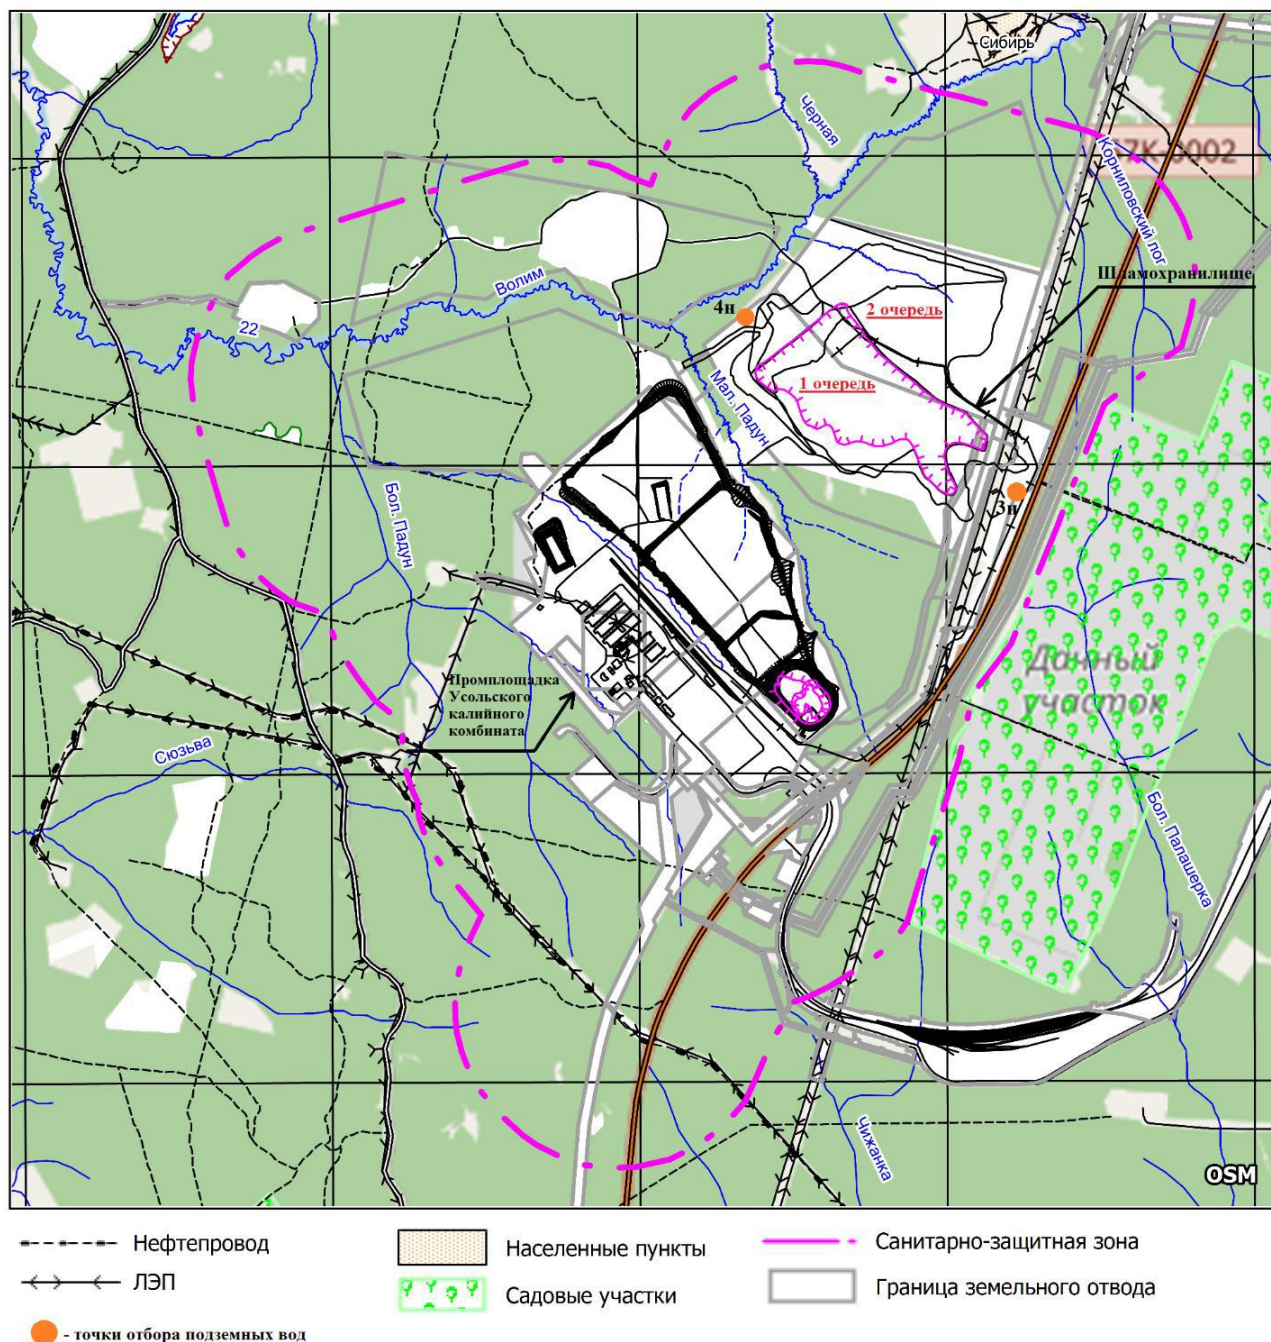 Сибирь
Черная
Корниловский лог
57К-0002
Шламохранилище
Волим
22
4п
2 очередь
1 очередь
Мал. Падун
Бол. Падун
3п
Данный
участок
Промплощадка
Усольского
калийного
комбината
Сюзьва
Бол. Палашерка
Чижанка
OSM
Нефтепровод
Населенные пункты
Санитарно-защитная зона
ЛЭП
Садовые участки
Граница земельного отвода
- точки отбора подземных вод